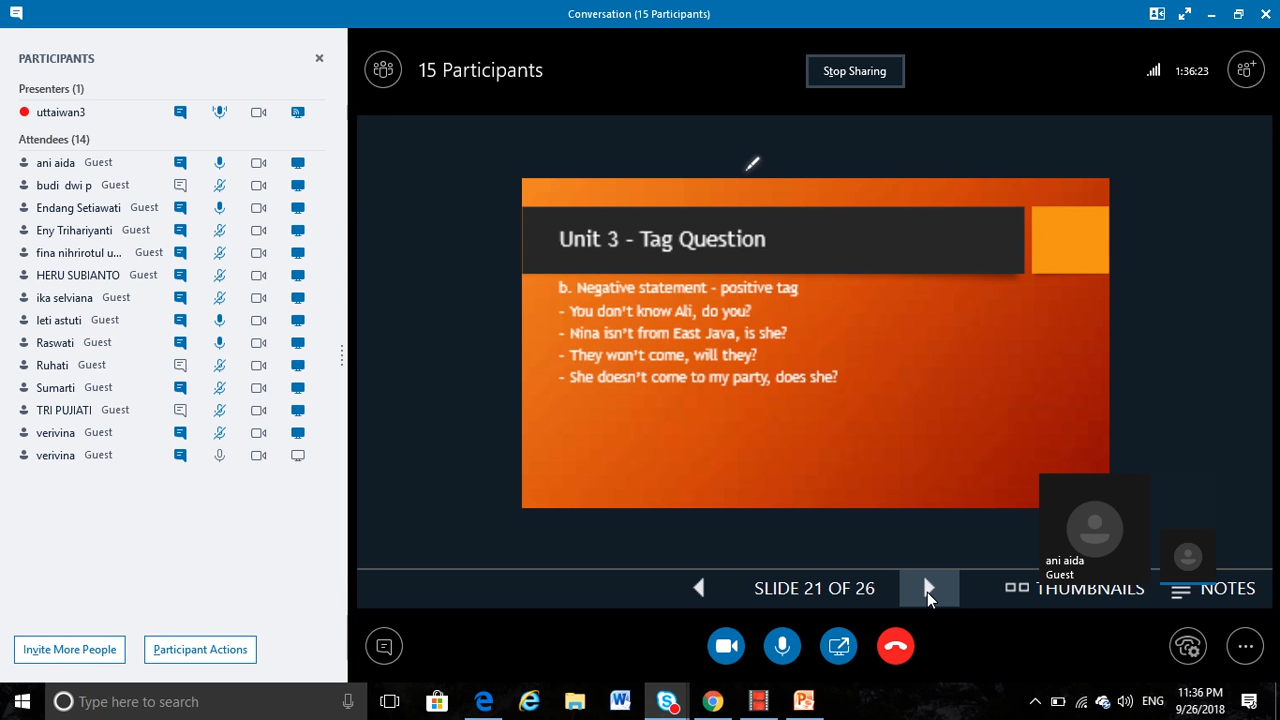 Conversation (15 Participants)
PARTICIPANTS
Presenters (1)
uttaiwan3
Attendees (14)
ani aida Guest
budi dwi p Guest
Endang Setiawati Guest
Eny Trihariyanti Guest
fina nihrirotul u... Guest
HERU SUBIANTO Guest
ika selviana Guest
leti astuti Guest
Raswati Guest
Ruhati Guest
Sumarti Guest
TRI PUJIATI Guest
verivina Guest
verivina Guest
Invite More People
Participant Actions
15 Participants
Stop Sharing
1:36:23
Unit 3 - Tag Question
b. Negative statement - positive tag
- You don't know Ali, do you?
- Nina isn't from East Java, is she?
- They won't come, will they?
- She doesn't come to my party, does she?
ani aida
Guest
SLIDE 21 OF 26
THUMBNAILS
NOTES
Type here to search
ENG
11:36 PM
9/26/2018